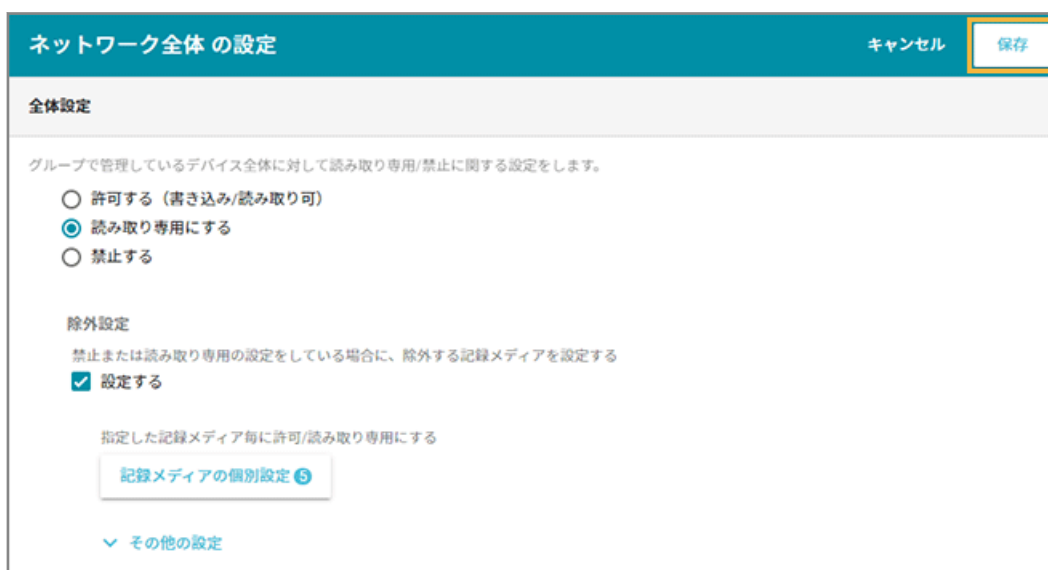 ネットワーク全体 の設定
キャンセル
保存
全体設定
グループで管理しているデバイス全体に対して読み取り専用/禁止に関する設定をします。
許可する（書き込み/読み取り可）
読み取り専用にする
禁止する
除外設定
禁止または読み取り専用の設定をしている場合に、除外する記録メディアを設定する
設定する
指定した記録メディア毎に許可/読み取り専用にする
記録メディアの個別設定 5
その他の設定